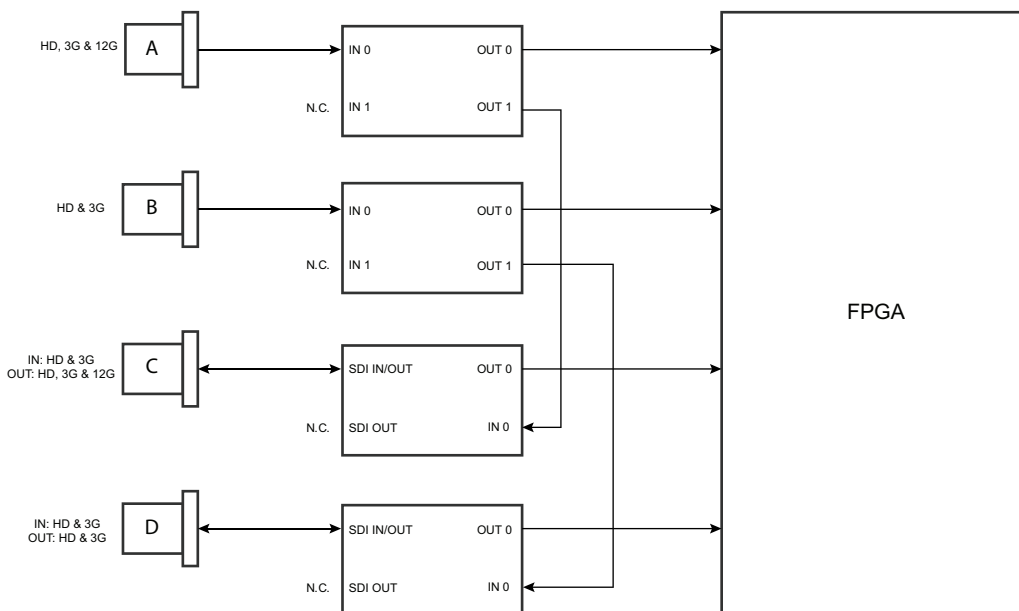 HD, 3G & 12G
A
IN 0
OUT 0
N.C.
IN 1
OUT 1
HD & 3G
B
IN 0
OUT 0
N.C.
IN 1
OUT 1
FPGA
IN: HD & 3G
OUT: HD, 3G & 12G
C
SDI IN/OUT
OUT 0
N.C.
SDI OUT
IN 0
IN: HD & 3G
OUT: HD & 3G
D
SDI IN/OUT
OUT 0
N.C.
SDI OUT
IN 0